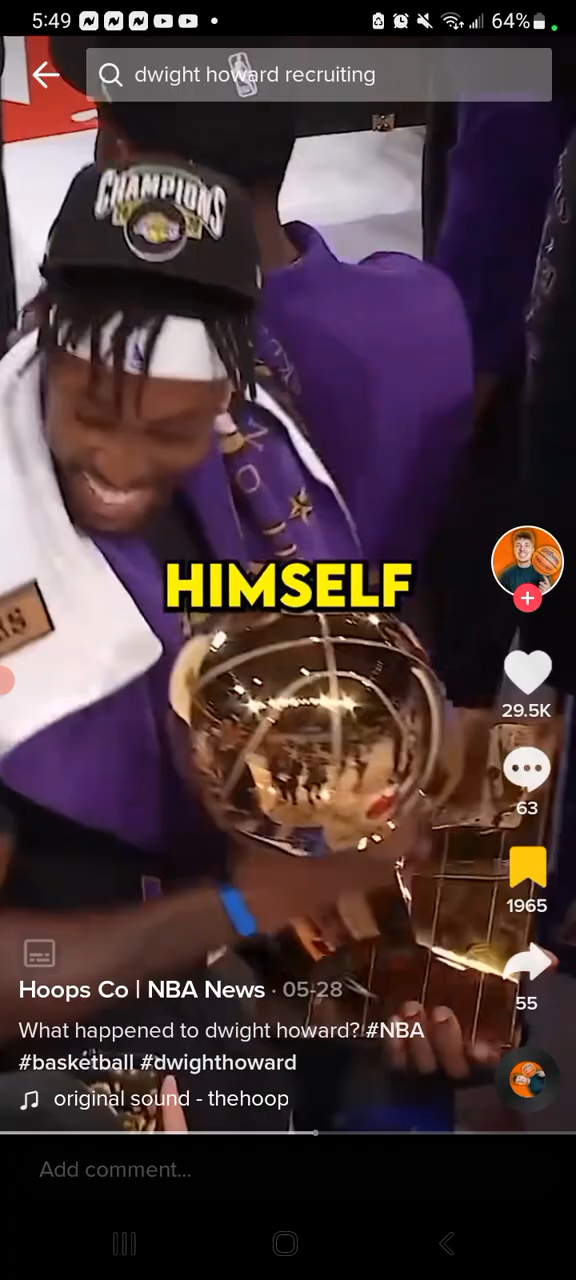 5:49
64%
dwight howard recruiting
CHAMPIONS
HIMSELF
29.5K
63
1965
55
Hoops Co | NBA News · 05-28
What happened to dwight howard? #NBA
#basketball #dwighthoward
original sound - thehoop
Add comment...